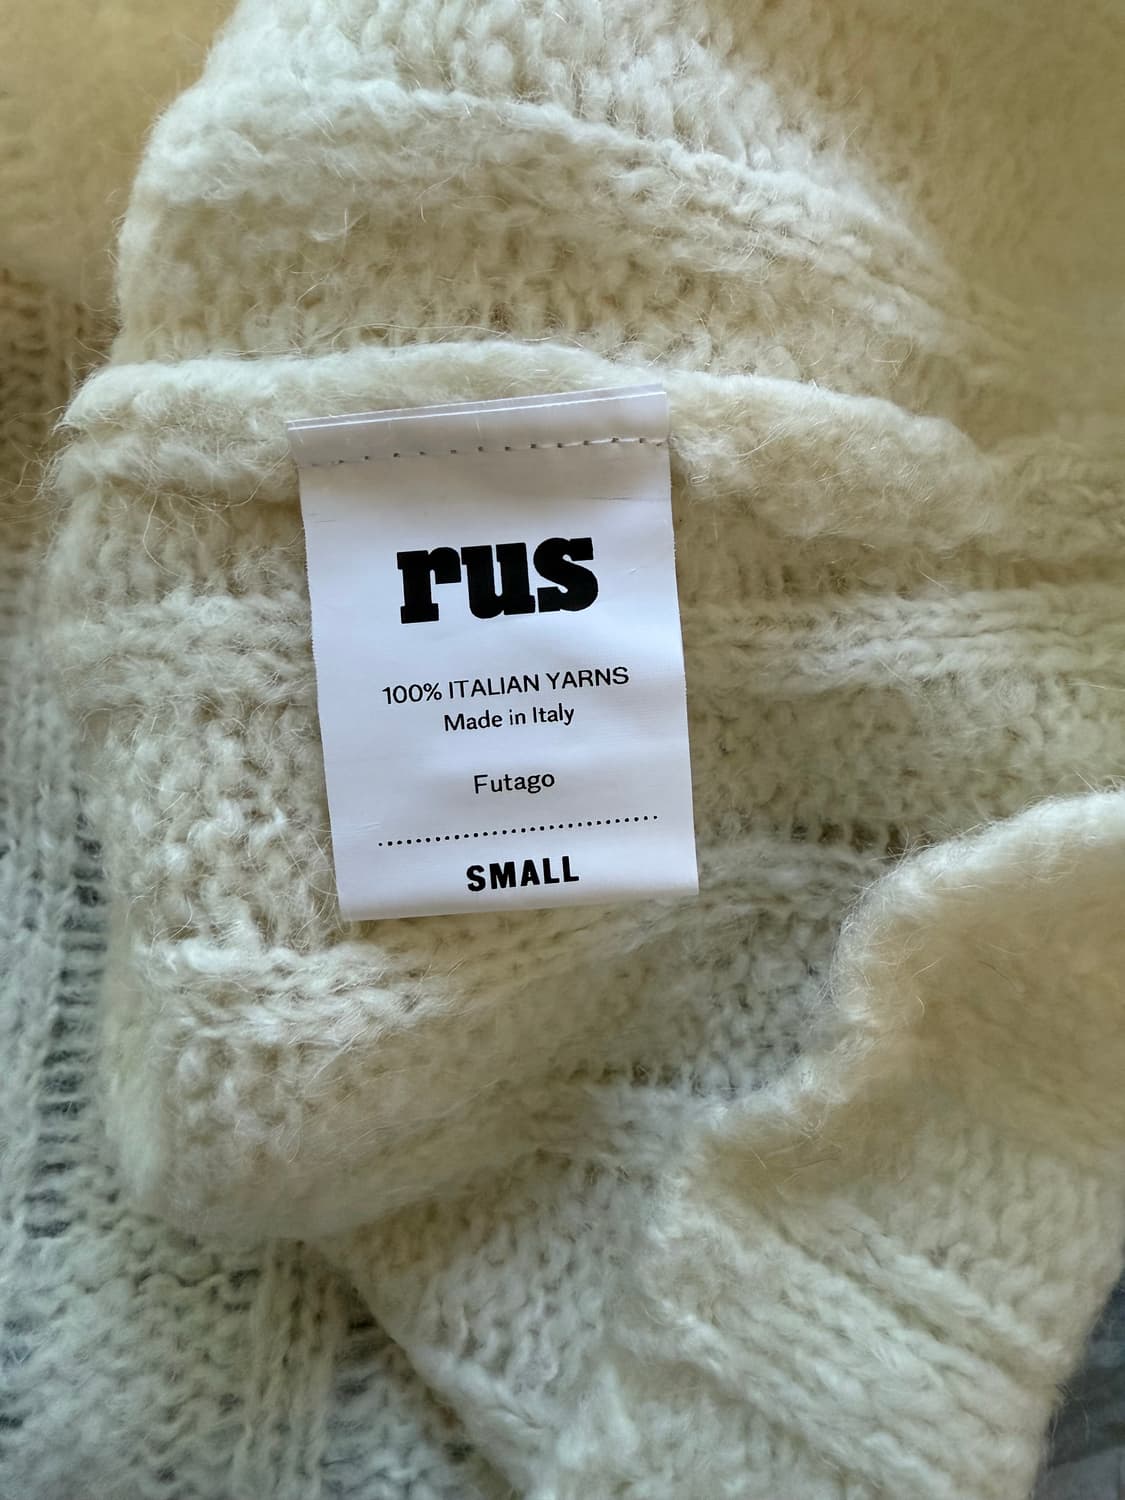 rus
100% ITALIAN YARNS
Made in Italy
Futago
SMALL